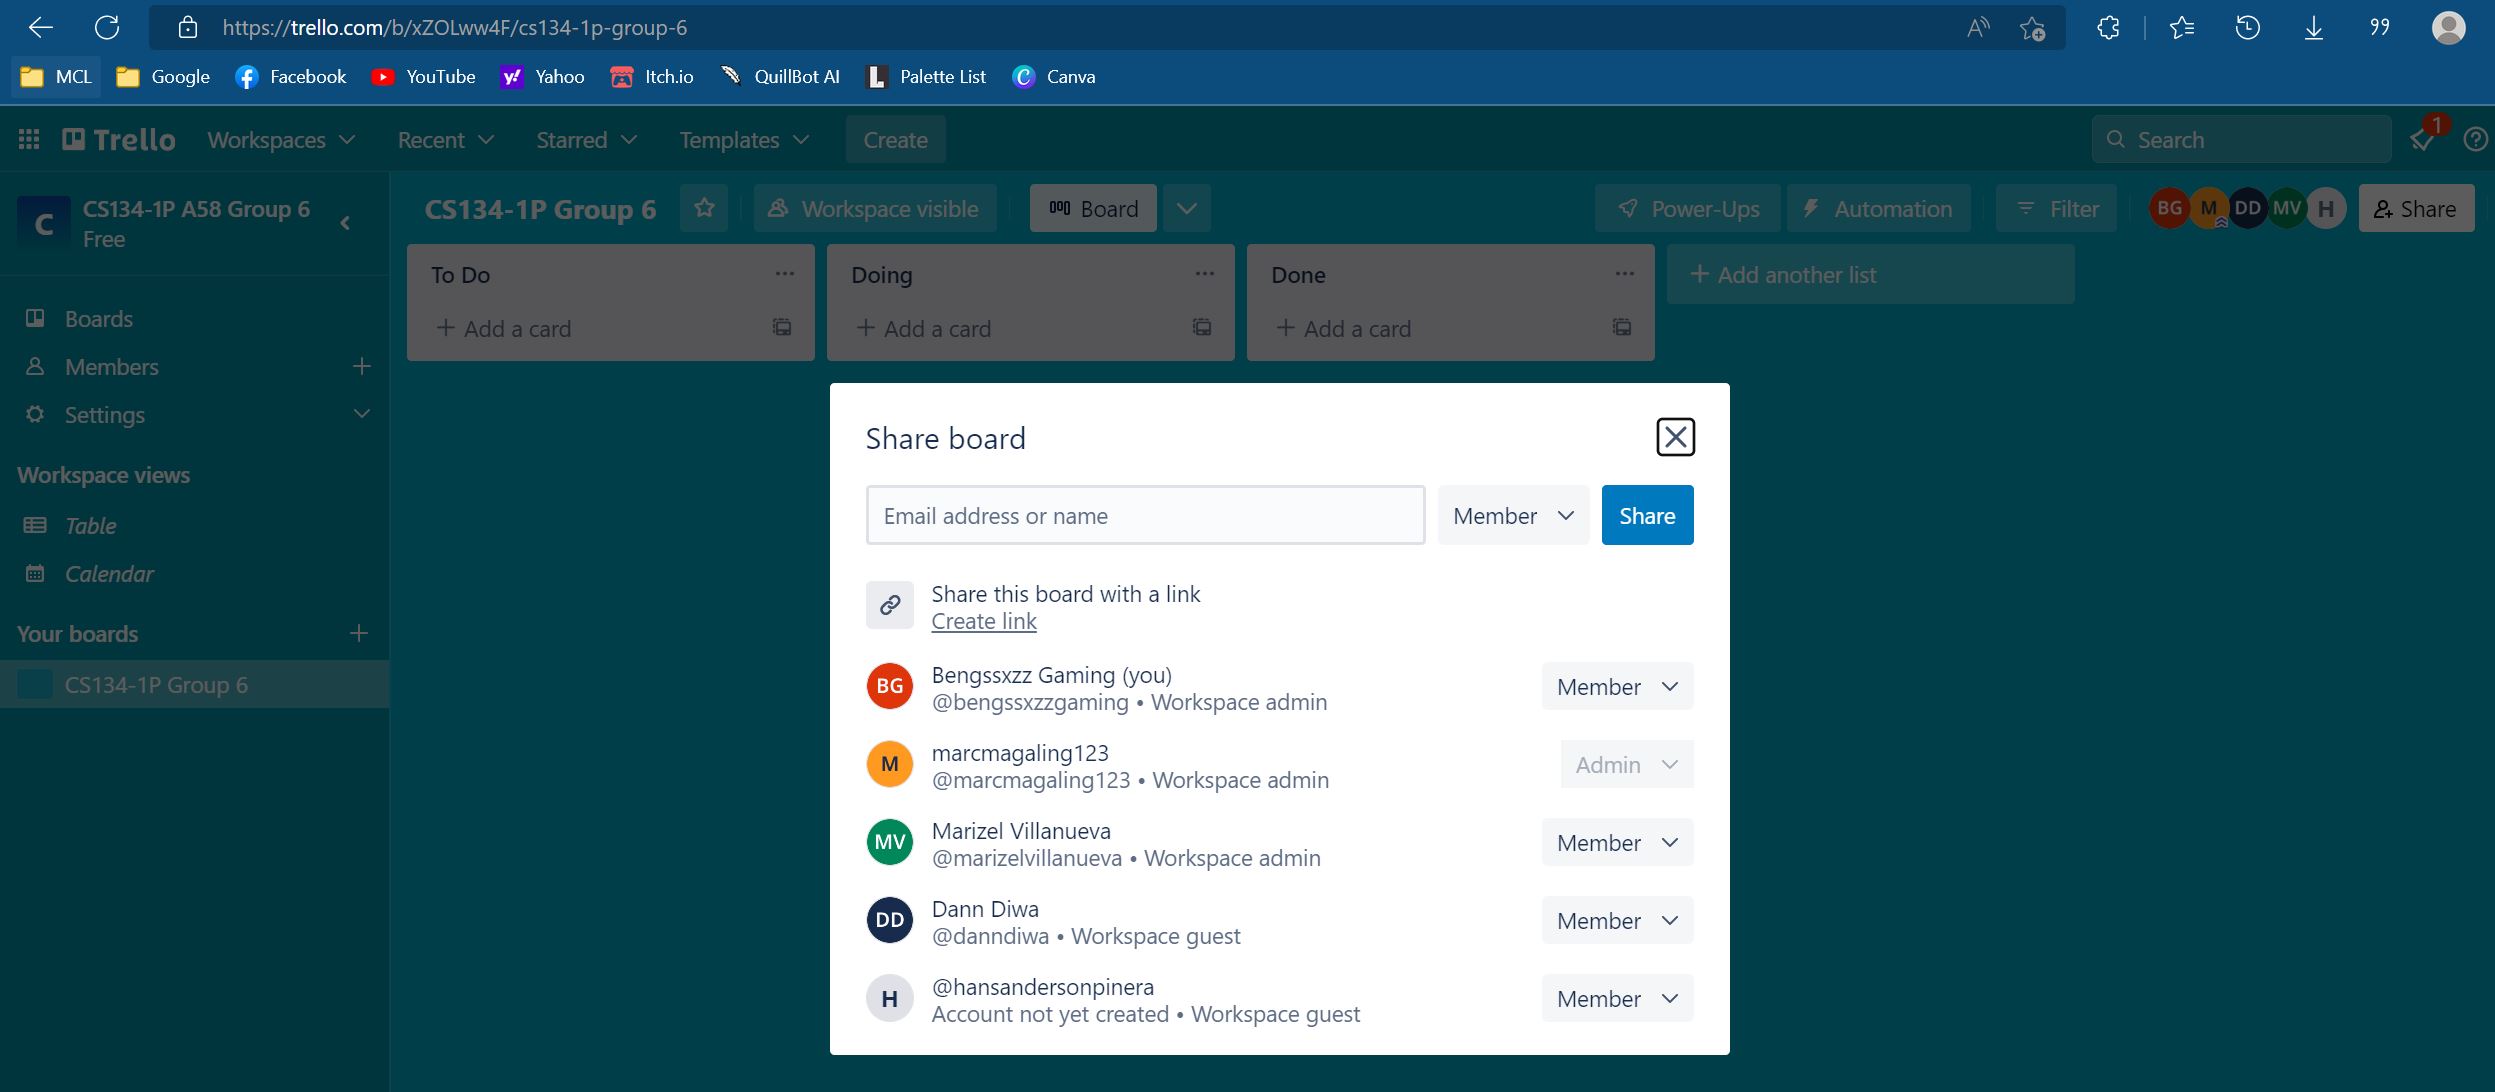 https://trello.com/b/xZOLww4F/cs134-1p-group-6
MCL Google Facebook YouTube Yahoo Itch.io QuillBot AI Palette List Canva
Trello Workspaces Recent Starred Templates Create Search 1
C CS134-1P A58 Group 6
Free
CS134-1P Group 6 Workspace visible Board Power-Ups Automation Filter BG M DD MV H Share
To Do Doing Done + Add another list
+ Add a card + Add a card + Add a card
Boards
Members
Settings
Workspace views
Table
Calendar
Your boards
CS134-1P Group 6
Share board
Email address or name Member Share
Share this board with a link
Create link
BG Bengssxzz Gaming (you) Member
@bengssxzzgaming • Workspace admin
M marcmagaling123 Admin
@marcmagaling123 • Workspace admin
MV Marizel Villanueva Member
@marizelvillanueva • Workspace admin
DD Dann Diwa Member
@danndiwa • Workspace guest
H @hansandersonpinera Member
Account not yet created • Workspace guest